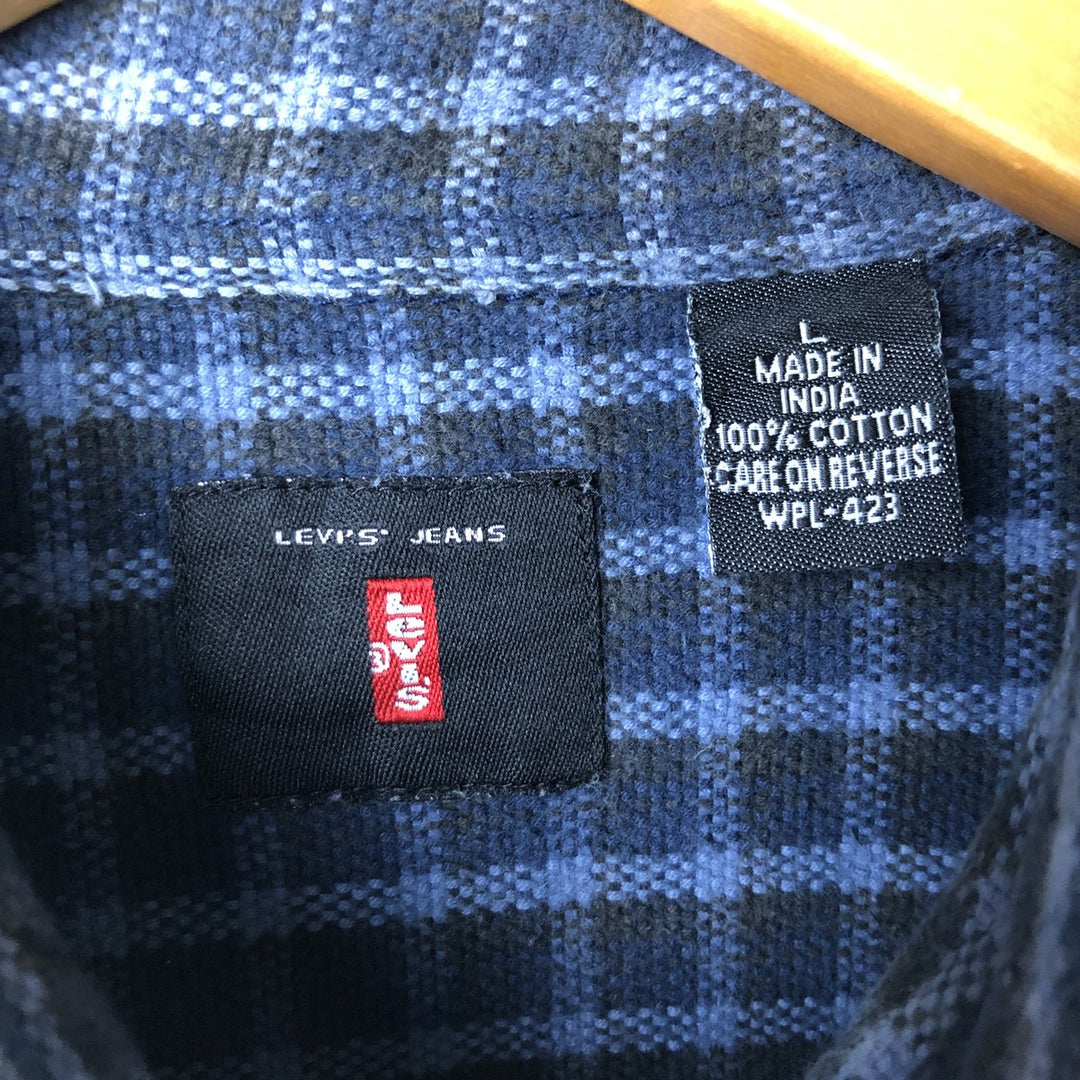 L
MADE IN
INDIA
100% COTTON
CARE ON REVERSE
WPL-423
LEVI'S® JEANS
LEVI'S
®